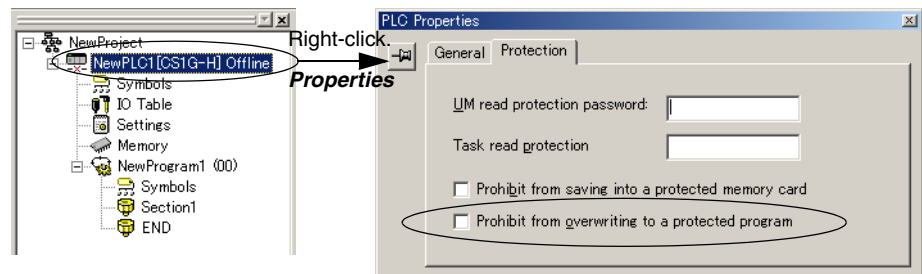 NewProject
NewPLC1[CS1G-H] Offline
Symbols
IO Table
Settings
Memory
NewProgram1 (00)
Symbols
Section1
END
Right-click.
Properties
PLC Properties
General Protection
UM read protection password:
Task read protection
Prohibit from saving into a protected memory card
Prohibit from overwriting to a protected program